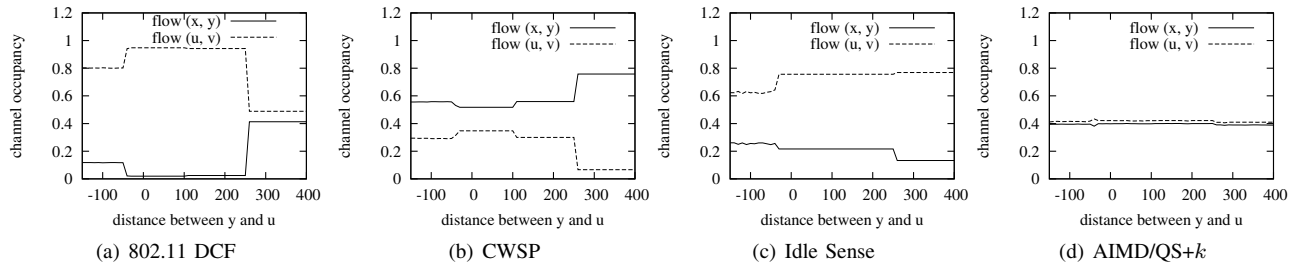 1.2
1
0.8
0.6
0.4
0.2
0
channel occupancy
flow (x, y)
flow (u, v)
-100 0 100 200 300 400
distance between y and u
(a) 802.11 DCF
1.2
1
0.8
0.6
0.4
0.2
0
channel occupancy
flow (x, y)
flow (u, v)
-100 0 100 200 300 400
distance between y and u
(b) CWSP
1.2
1
0.8
0.6
0.4
0.2
0
channel occupancy
flow (x, y)
flow (u, v)
-100 0 100 200 300 400
distance between y and u
(c) Idle Sense
1.2
1
0.8
0.6
0.4
0.2
0
channel occupancy
flow (x, y)
flow (u, v)
-100 0 100 200 300 400
distance between y and u
(d) AIMD/QS+k